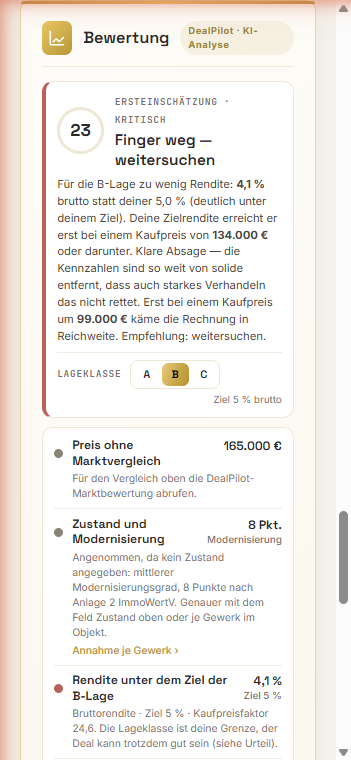 Bewertung
DealPilot · KI-
Analyse
ERSTEINSCHÄTZUNG ·
KRITISCH
23
Finger weg —
weitersuchen
Für die B-Lage zu wenig Rendite: 4,1 %
brutto statt deiner 5,0 % (deutlich unter
deinem Ziel). Deine Zielrendite erreicht er
erst bei einem Kaufpreis von 134.000 €
oder darunter. Klare Absage — die
Kennzahlen sind so weit von solide
entfernt, dass auch starkes Verhandeln
das nicht rettet. Erst bei einem Kaufpreis
um 99.000 € käme die Rechnung in
Reichweite. Empfehlung: weitersuchen.
LAGEKLASSE A B C
Ziel 5 % brutto
Preis ohne 165.000 €
Marktvergleich
Für den Vergleich oben die DealPilot-
Marktbewertung abrufen.
Zustand und 8 Pkt.
Modernisierung Modernisierung
Angenommen, da kein Zustand
angegeben: mittlerer
Modernisierungsgrad, 8 Punkte nach
Anlage 2 ImmoWertV. Genauer mit dem
Feld Zustand oben oder je Gewerk im
Objekt.
Annahme je Gewerk ›
Rendite unter dem Ziel der 4,1 %
B-Lage Ziel 5 %
Bruttorendite · Ziel 5 % · Kaufpreisfaktor
24,6. Die Lageklasse ist deine Grenze, der
Deal kann trotzdem gut sein (siehe Urteil).